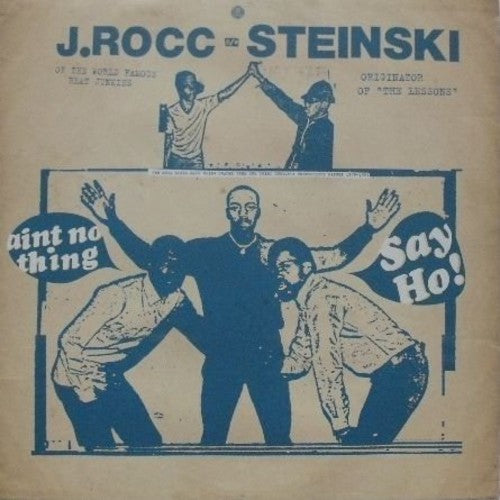 J.ROCC w/ STEINSKI
OF THE WORLD FAMOUS
BEAT JUNKIES
ORIGINATOR
OF "THE LESSONS"
aint no
thing
Say
Ho!